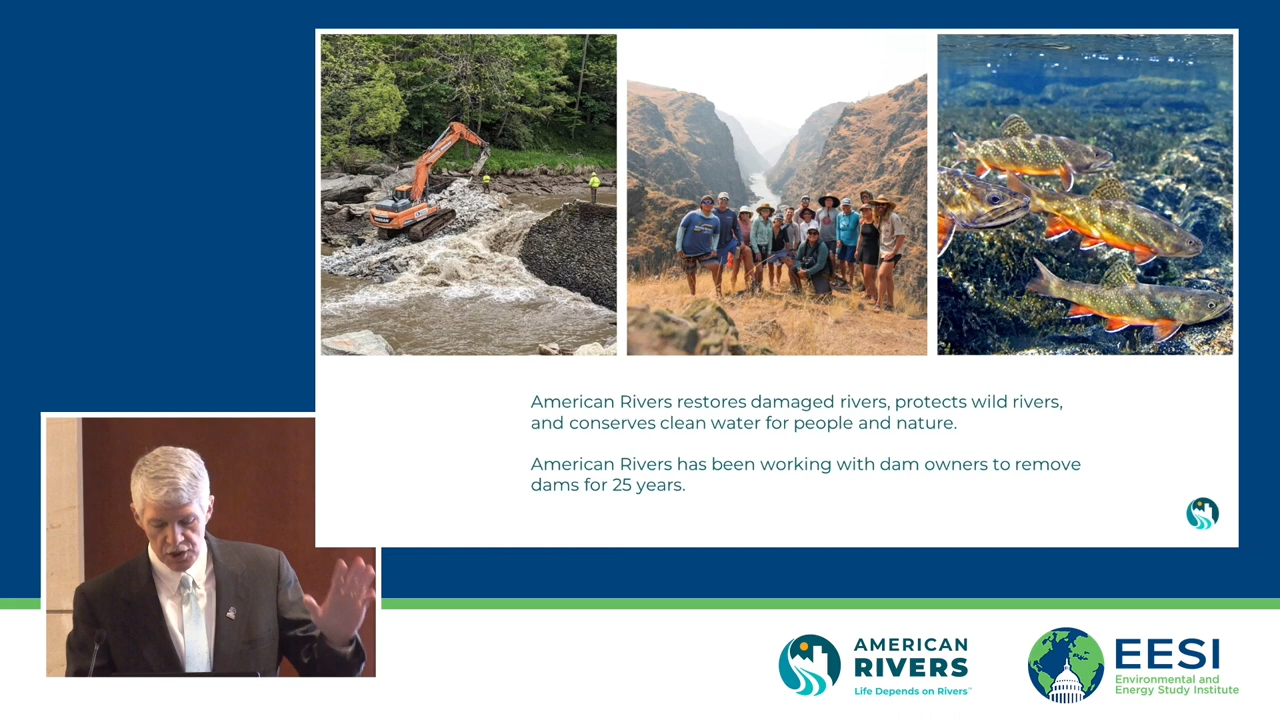 American Rivers restores damaged rivers, protects wild rivers,
and conserves clean water for people and nature.
American Rivers has been working with dam owners to remove
dams for 25 years.
AMERICAN
RIVERS
Life Depends on Rivers™
EESI
Environmental and
Energy Study Institute